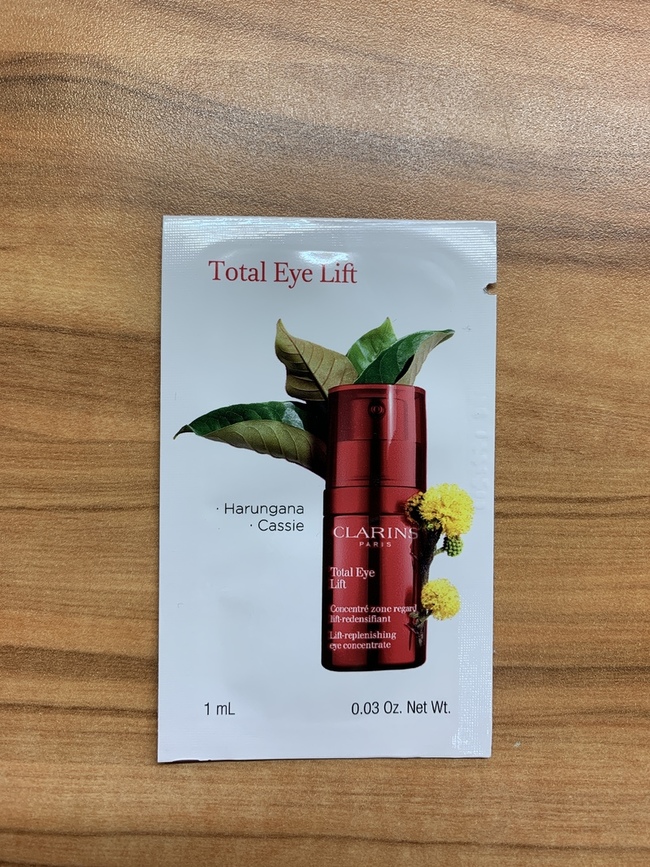 Total Eye Lift
· Harungana
· Cassie
CLARINS
PARIS
Total Eye
Lift
Concentré zone regard
lift-redensifiant
Lift-replenishing
eye concentrate
1 mL
0.03 Oz. Net Wt.